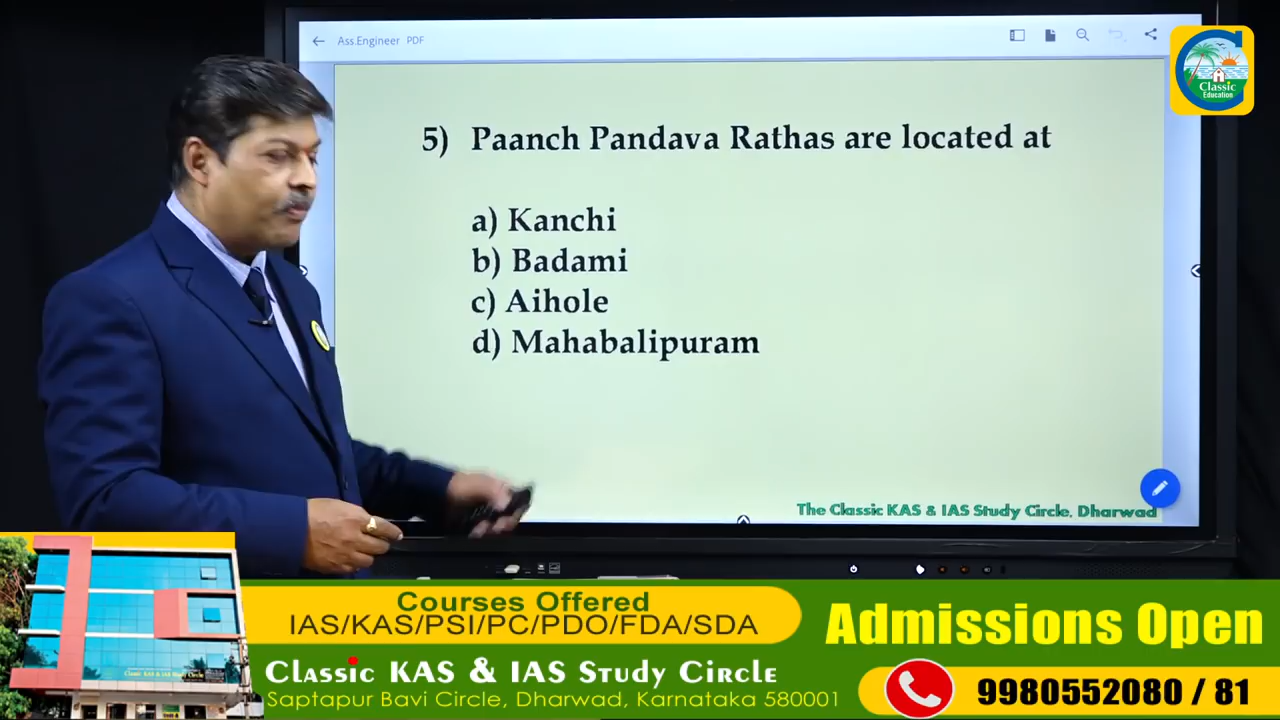 Ass.Engineer PDF
Classic
Education
5) Paanch Pandava Rathas are located at
a) Kanchi
b) Badami
c) Aihole
d) Mahabalipuram
The Classic KAS & IAS Study Circle, Dharwad
Courses Offered
IAS/KAS/PSI/PC/PDO/FDA/SDA
Classic KAS & IAS Study Circle
Saptapur Bavi Circle, Dharwad, Karnataka 580001
Admissions Open
9980552080 / 81